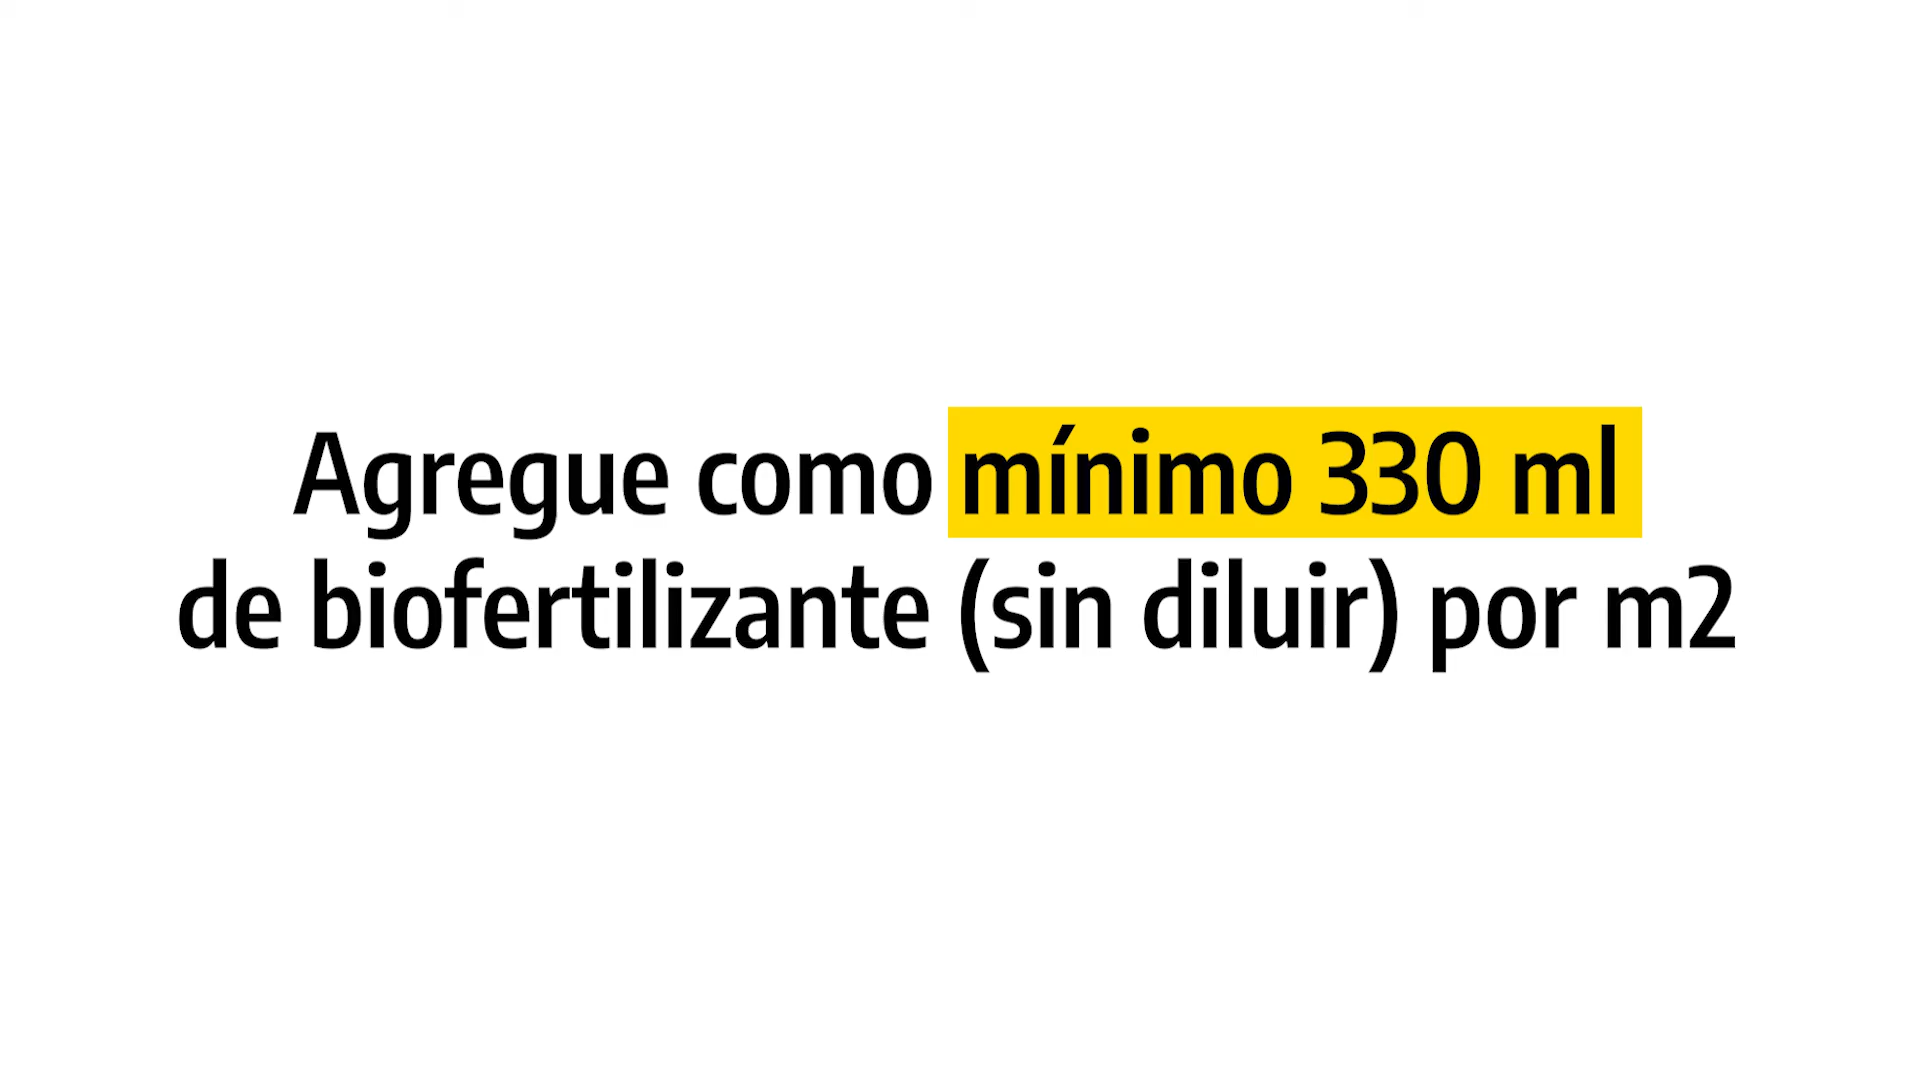 Agregue como mínimo 330 ml
de biofertilizante (sin diluir) por m2